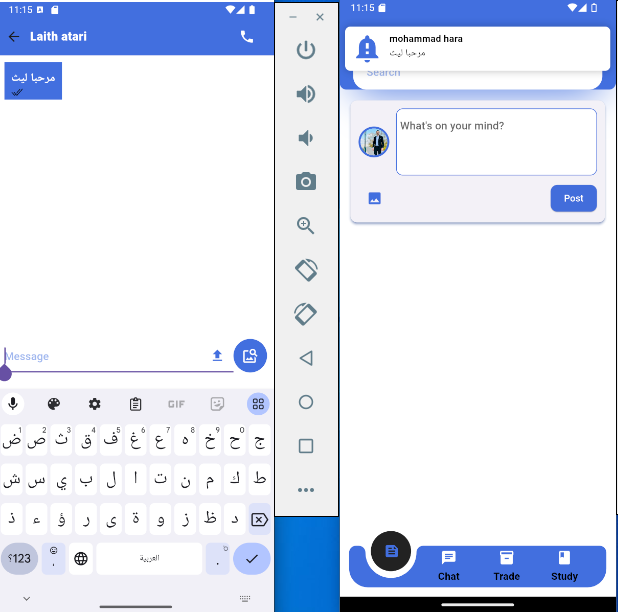 11:15
Laith atari
مرحبا ليث
Message
GIF
ض1 ص2 ث3 ق4 ف5 غ6 ع7 ه8 خ9 ح0 ج
ش س ي ب ل ا ت ن م ك ط
ذ ء ؤ ر ى ة و ز ظ د
؟123
،
العربية
.
11:15
mohammad hara
مرحبا ليث
Search
What's on your mind?
Post
Chat
Trade
Study